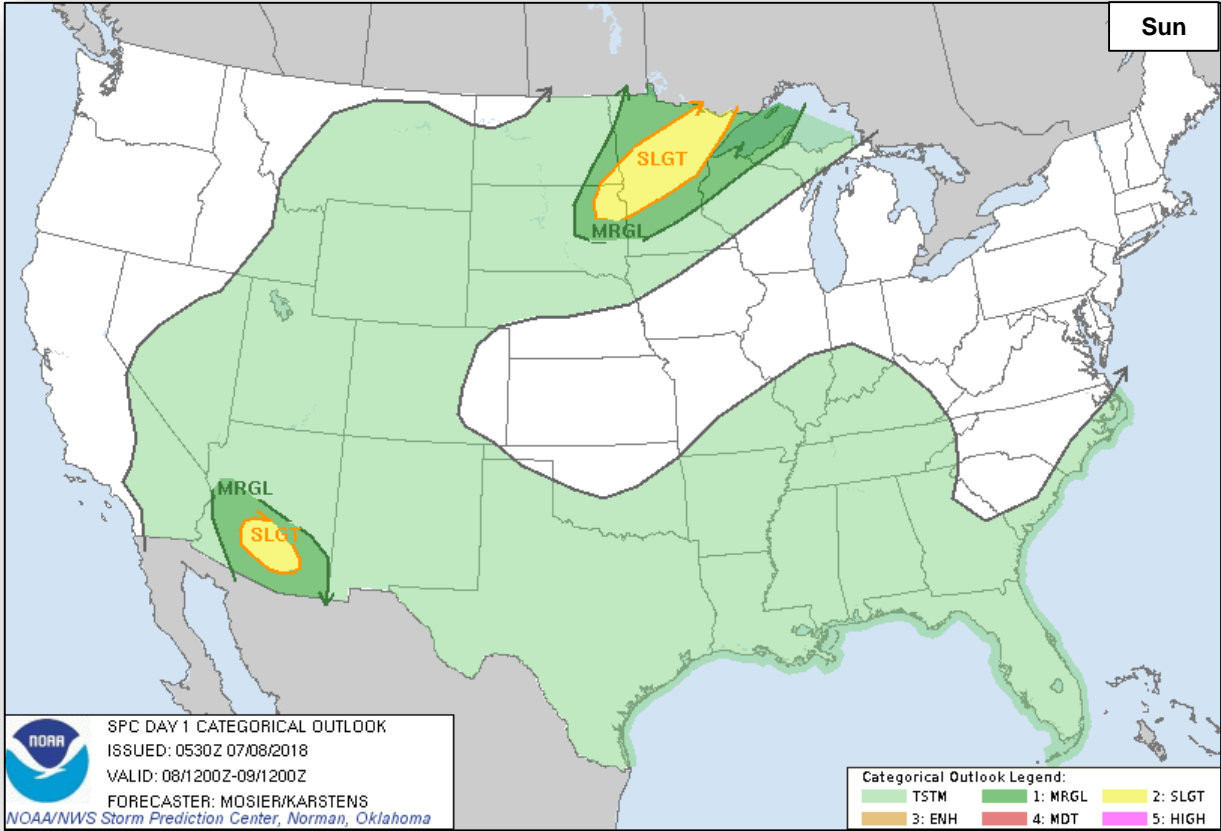 Sun
SLGT
MRGL
MRGL
SLGT
NOAA
SPC DAY 1 CATEGORICAL OUTLOOK
ISSUED: 0530Z 07/08/2018
VALID: 08/1200Z-09/1200Z
FORECASTER: MOSIER/KARSTENS
NOAA/NWS Storm Prediction Center, Norman, Oklahoma
Categorical Outlook Legend:
TSTM 1: MRGL 2: SLGT
3: ENH 4: MDT 5: HIGH